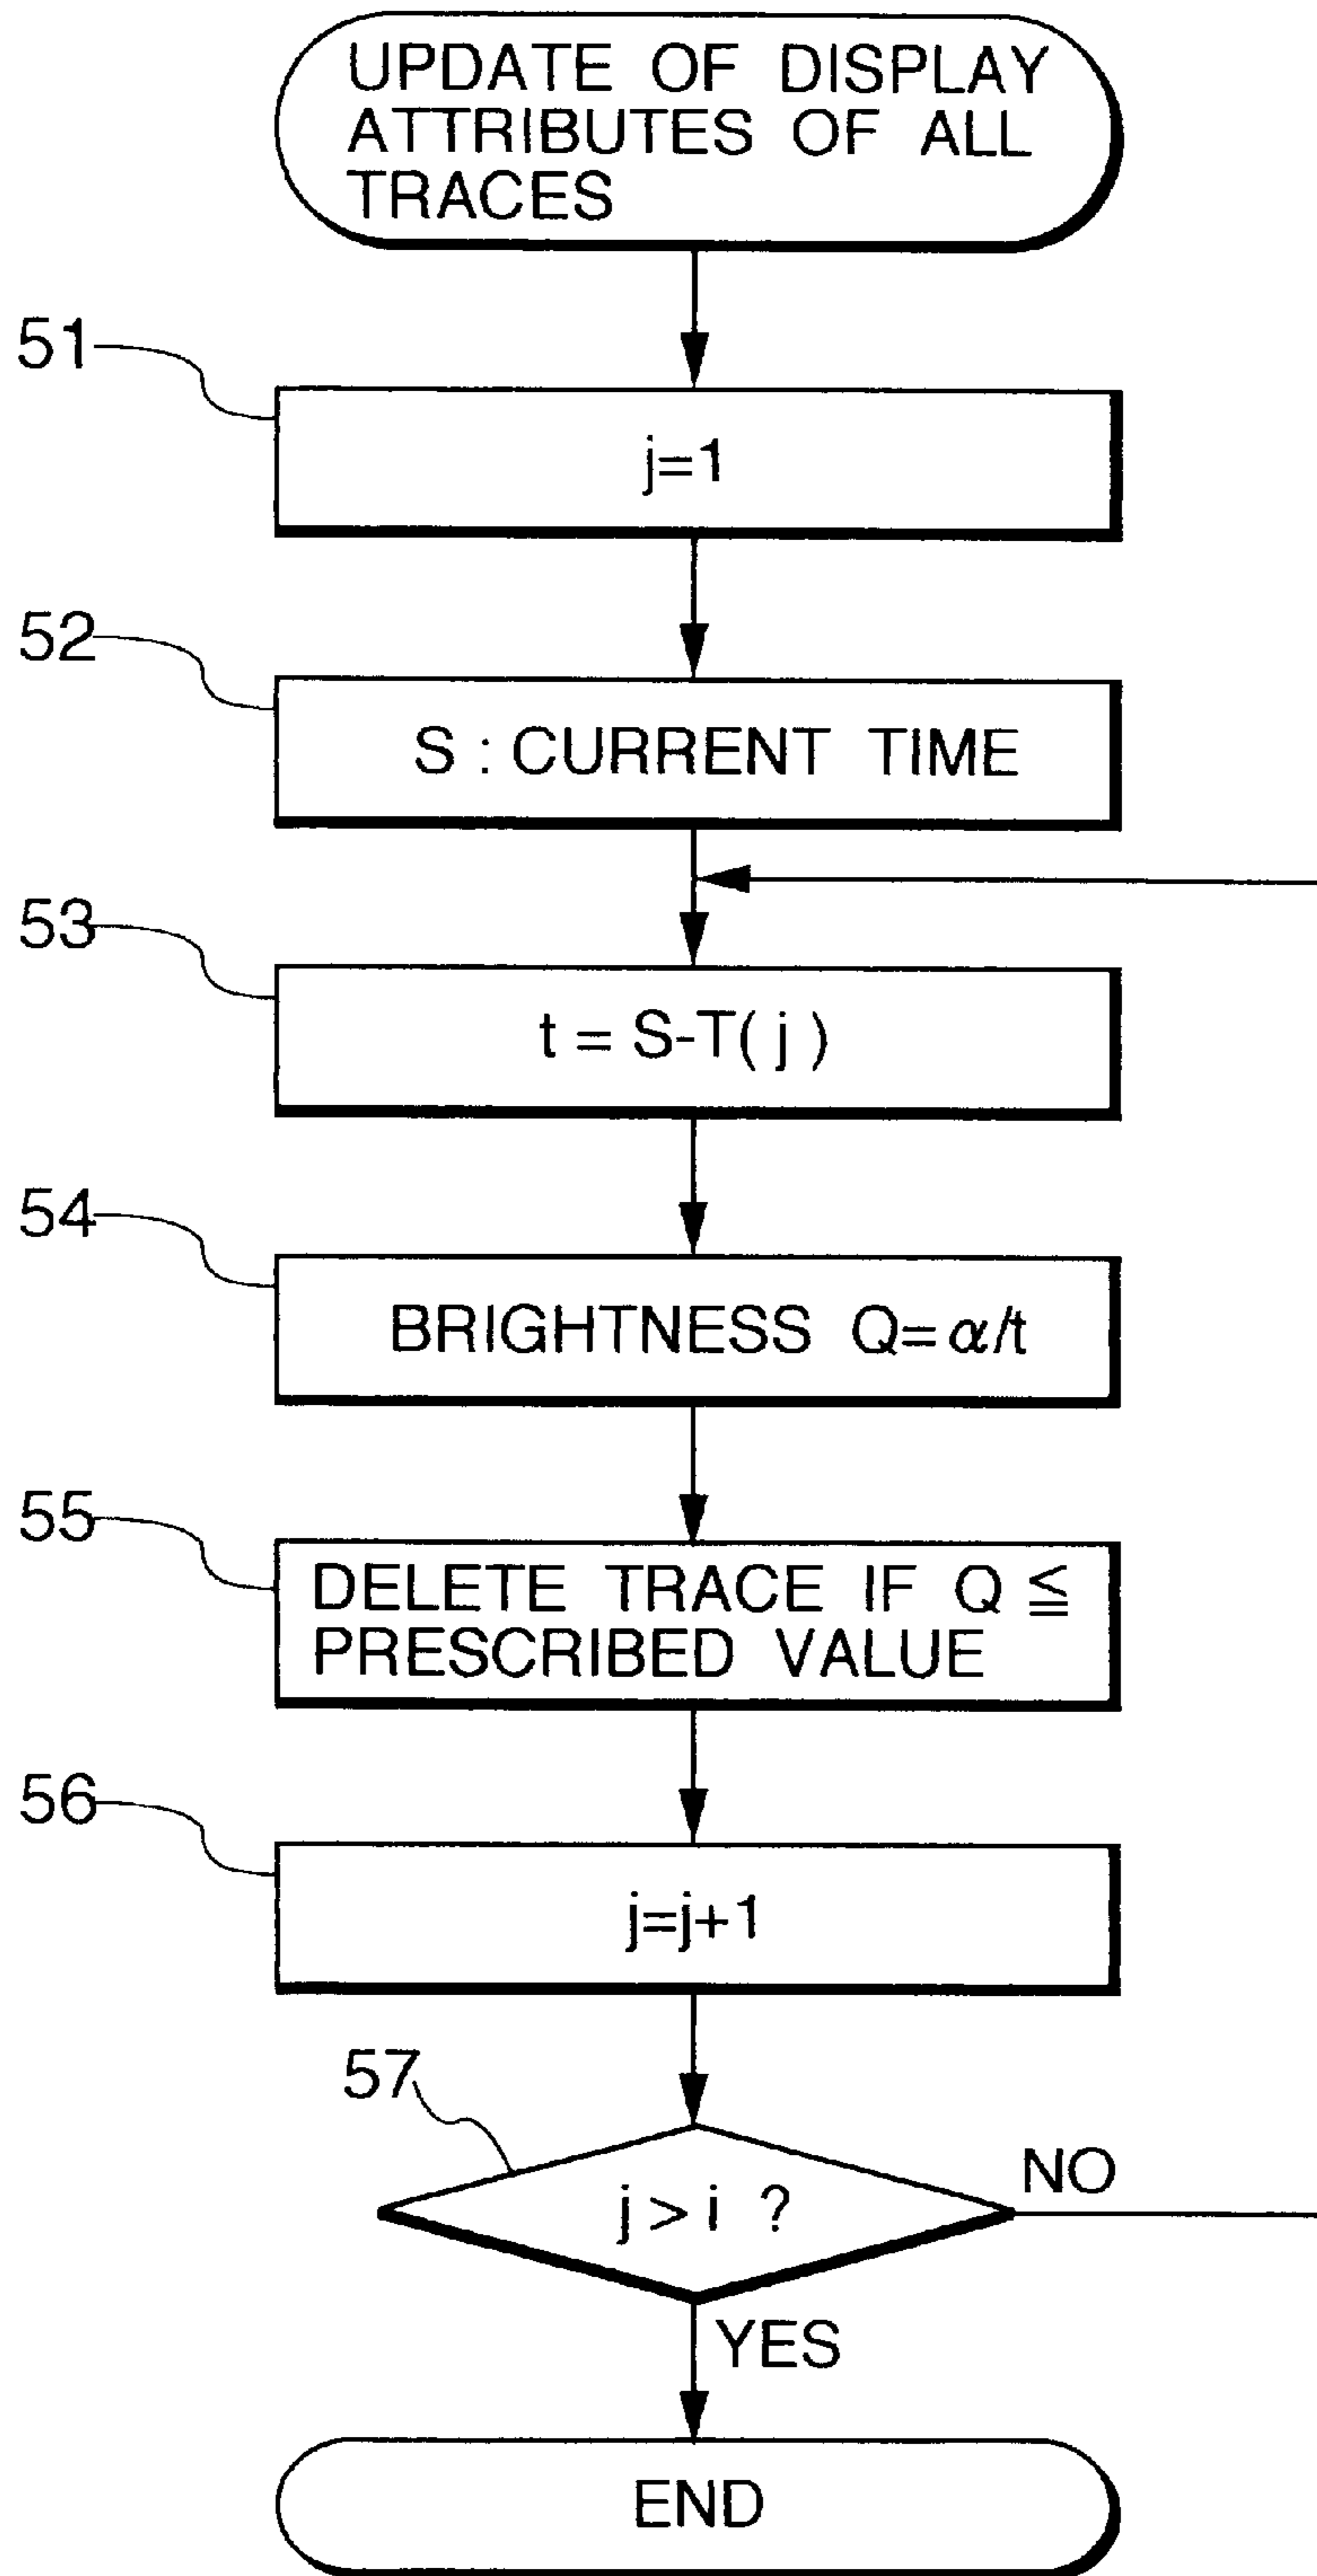 UPDATE OF DISPLAY
ATTRIBUTES OF ALL
TRACES
51
j=1
52
S : CURRENT TIME
53
t = S-T( j )
54
BRIGHTNESS Q=α/t
55
DELETE TRACE IF Q ≦
PRESCRIBED VALUE
56
j=j+1
57
j > i ?
NO
YES
END